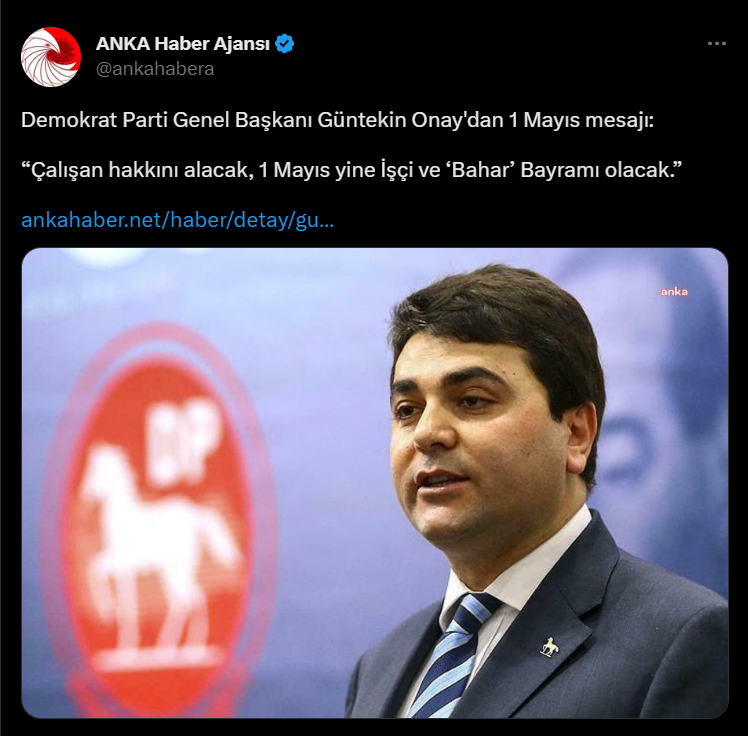 ANKA Haber Ajansı
@ankahabera
Demokrat Parti Genel Başkanı Güntekin Onay'dan 1 Mayıs mesajı:
“Çalışan hakkını alacak, 1 Mayıs yine İşçi ve ‘Bahar’ Bayramı olacak.”
ankahaber.net/haber/detay/gu...
anka
DP